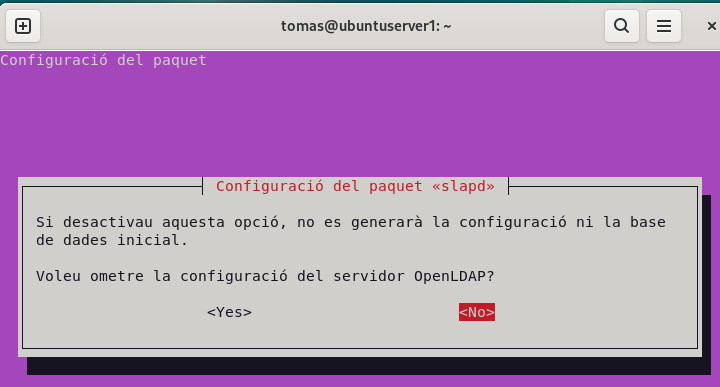 tomas@ubuntuserver1: ~
Configuració del paquet
Configuració del paquet «slapd»
Si desactivau aquesta opció, no es generarà la configuració ni la base
de dades inicial.
Voleu ometre la configuració del servidor OpenLDAP?
<Yes> <No>